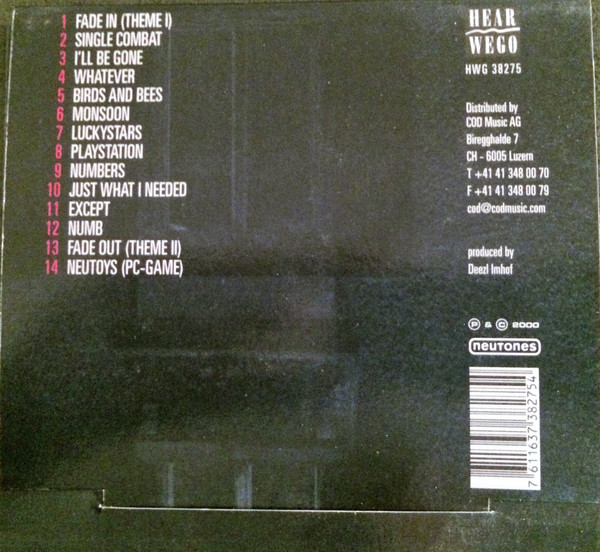 1 FADE IN (THEME I)
2 SINGLE COMBAT
3 I'LL BE GONE
4 WHATEVER
5 BIRDS AND BEES
6 MONSOON
7 LUCKYSTARS
8 PLAYSTATION
9 NUMBERS
10 JUST WHAT I NEEDED
11 EXCEPT
12 NUMB
13 FADE OUT (THEME II)
14 NEUTOYS (PC-GAME)
HEAR
WEGO
HWG 38275
Distributed by
COD Music AG
Biregghalde 7
CH - 6005 Luzern
T +41 41 348 00 70
F +41 41 348 00 79
cod@codmusic.com
produced by
Deezl Imhof
℗ & © 2000
neutones
7 611637 382754